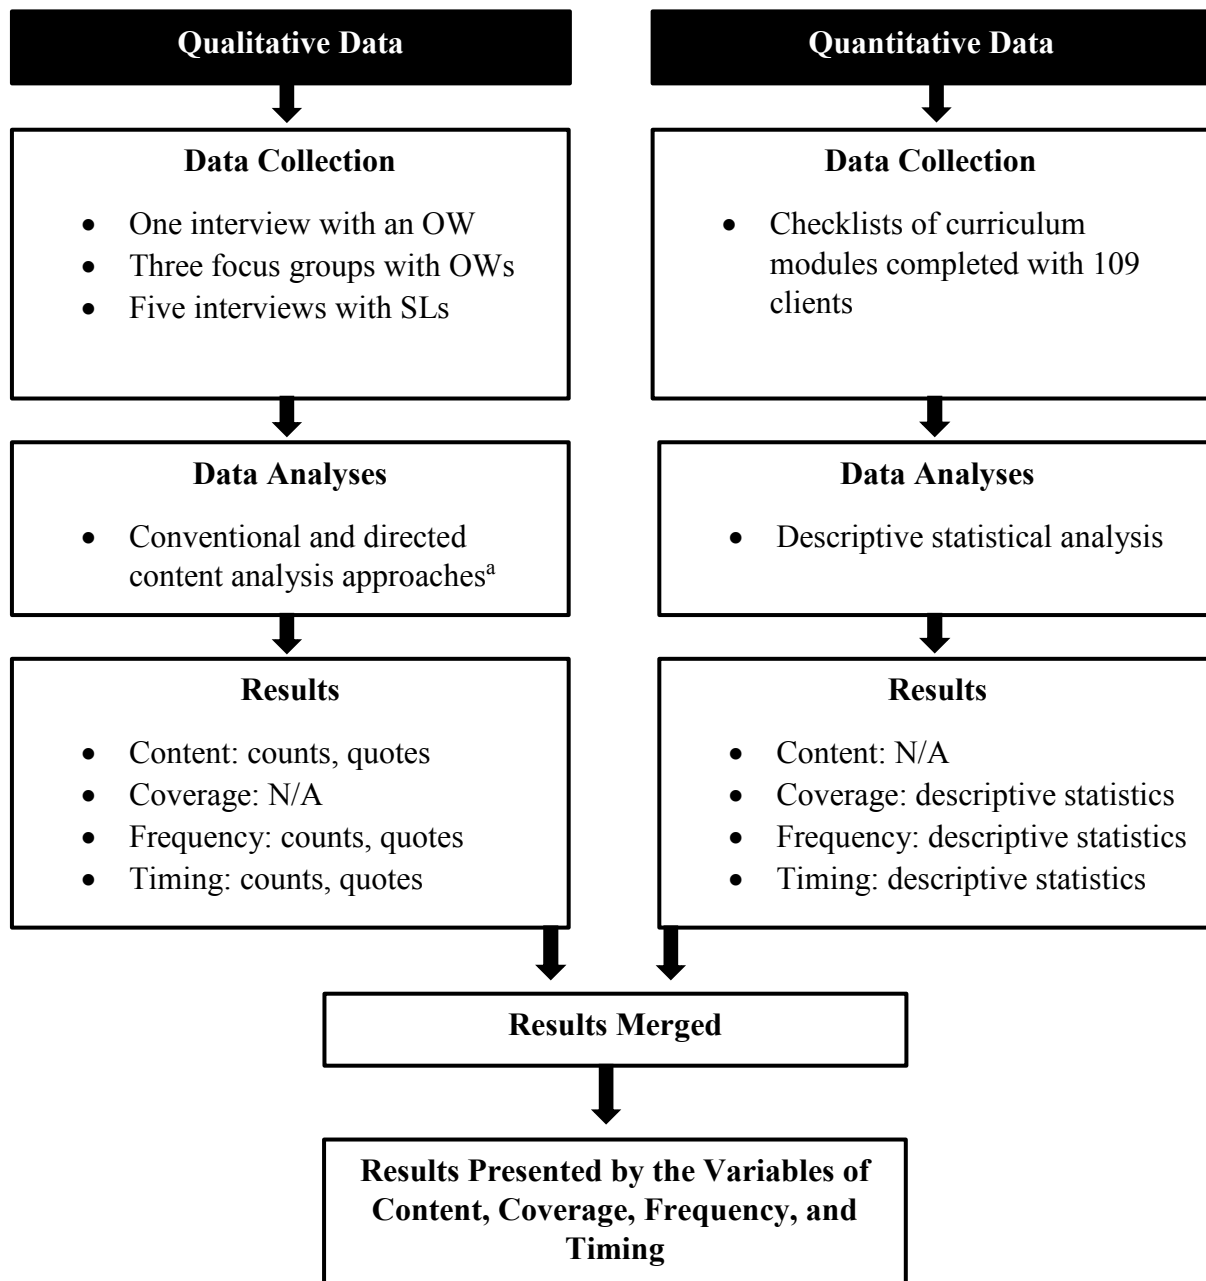 Qualitative Data
Data Collection
• One interview with an OW
• Three focus groups with OWs
• Five interviews with SLs
Data Analyses
• Conventional and directed
content analysis approachesᵃ
Results
• Content: counts, quotes
• Coverage: N/A
• Frequency: counts, quotes
• Timing: counts, quotes
Quantitative Data
Data Collection
• Checklists of curriculum
modules completed with 109
clients
Data Analyses
• Descriptive statistical analysis
Results
• Content: N/A
• Coverage: descriptive statistics
• Frequency: descriptive statistics
• Timing: descriptive statistics
Results Merged
Results Presented by the Variables of
Content, Coverage, Frequency, and
Timing